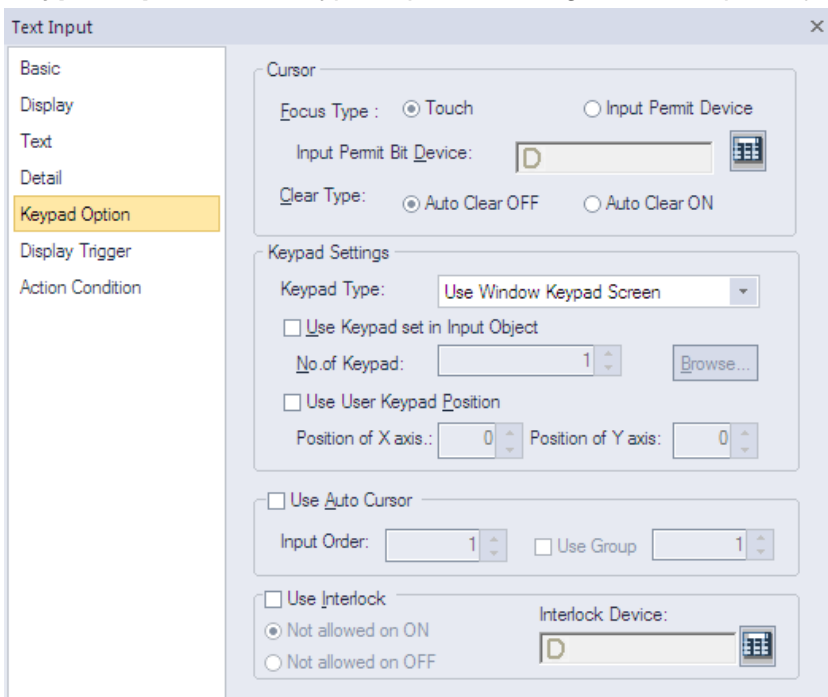 Text Input
Basic
Display
Text
Detail
Keypad Option
Display Trigger
Action Condition
Cursor
Focus Type : Touch Input Permit Device
Input Permit Bit Device: D
Clear Type: Auto Clear OFF Auto Clear ON
Keypad Settings
Keypad Type: Use Window Keypad Screen
Use Keypad set in Input Object
No.of Keypad: 1 Browse...
Use User Keypad Position
Position of X axis.: 0 Position of Y axis: 0
Use Auto Cursor
Input Order: 1 Use Group 1
Use Interlock
Interlock Device:
Not allowed on ON
D
Not allowed on OFF